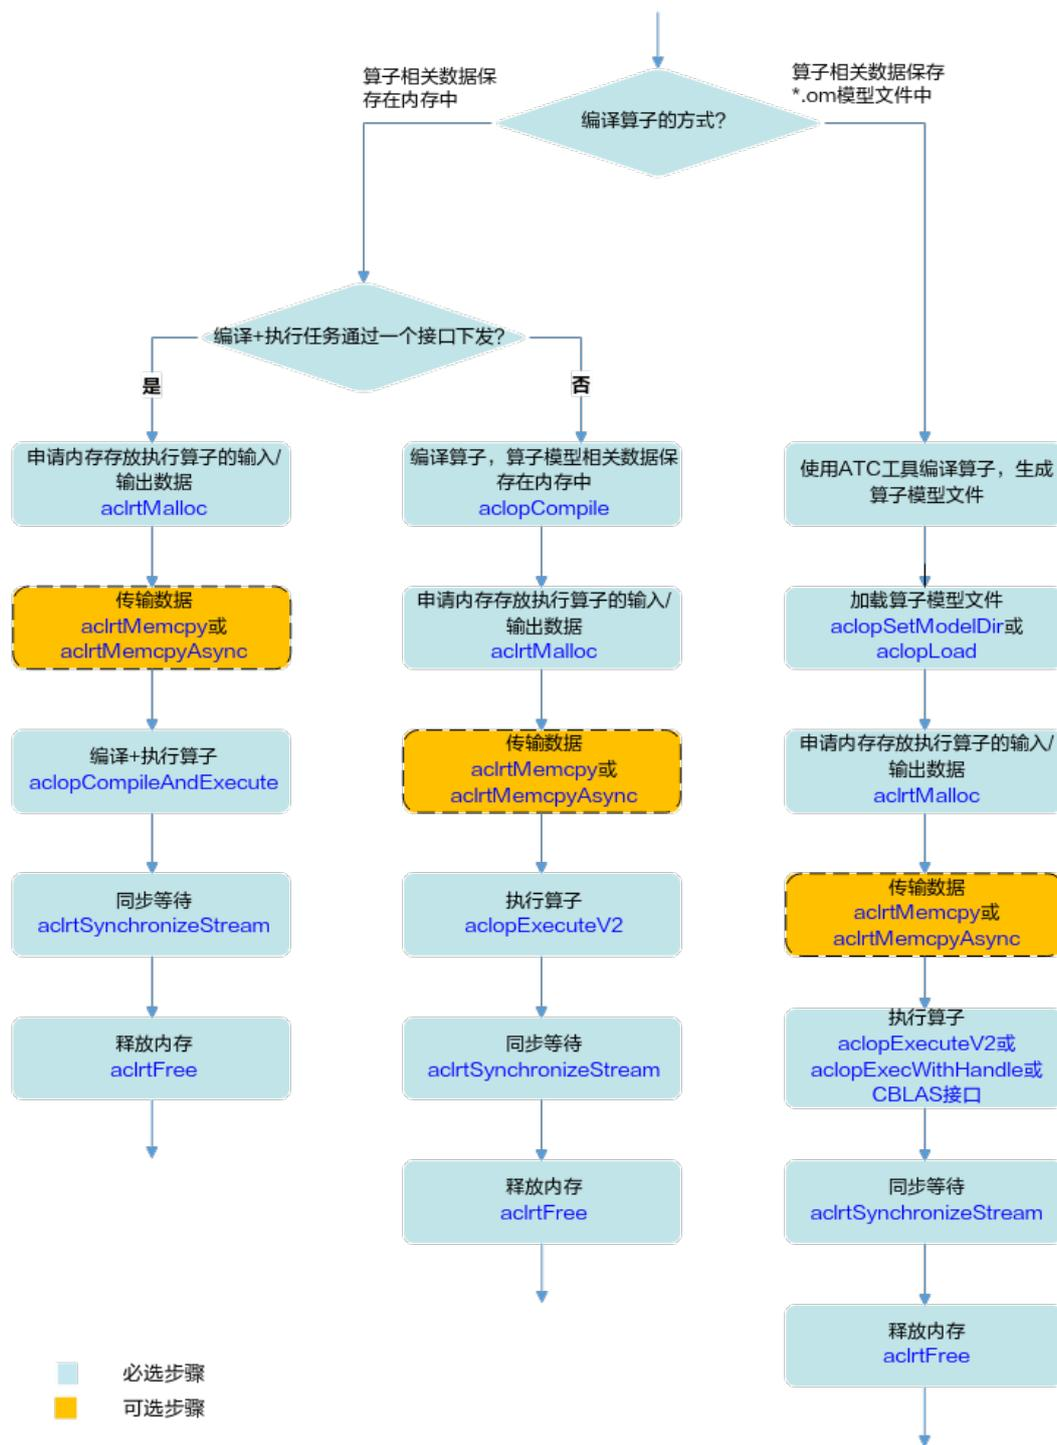 算子相关数据保
存在内存中
算子相关数据保存
*.om模型文件中
编译算子的方式?
编译+执行任务通过一个接口下发?
是
否
申请内存存放执行算子的输入/
输出数据
aclrtMalloc
传输数据
aclrtMemcpy或
aclrtMemcpyAsync
编译+执行算子
aclopCompileAndExecute
同步等待
aclrtSynchronizeStream
释放内存
aclrtFree
编译算子，算子模型相关数据保
存在内存中
aclopCompile
申请内存存放执行算子的输入/
输出数据
aclrtMalloc
传输数据
aclrtMemcpy或
aclrtMemcpyAsync
执行算子
aclopExecuteV2
同步等待
aclrtSynchronizeStream
释放内存
aclrtFree
使用ATC工具编译算子，生成
算子模型文件
加载算子模型文件
aclopSetModelDir或
aclopLoad
申请内存存放执行算子的输入/
输出数据
aclrtMalloc
传输数据
aclrtMemcpy或
aclrtMemcpyAsync
执行算子
aclopExecuteV2或
aclopExecWithHandle或
CBLAS接口
同步等待
aclrtSynchronizeStream
释放内存
aclrtFree
必选步骤
可选步骤